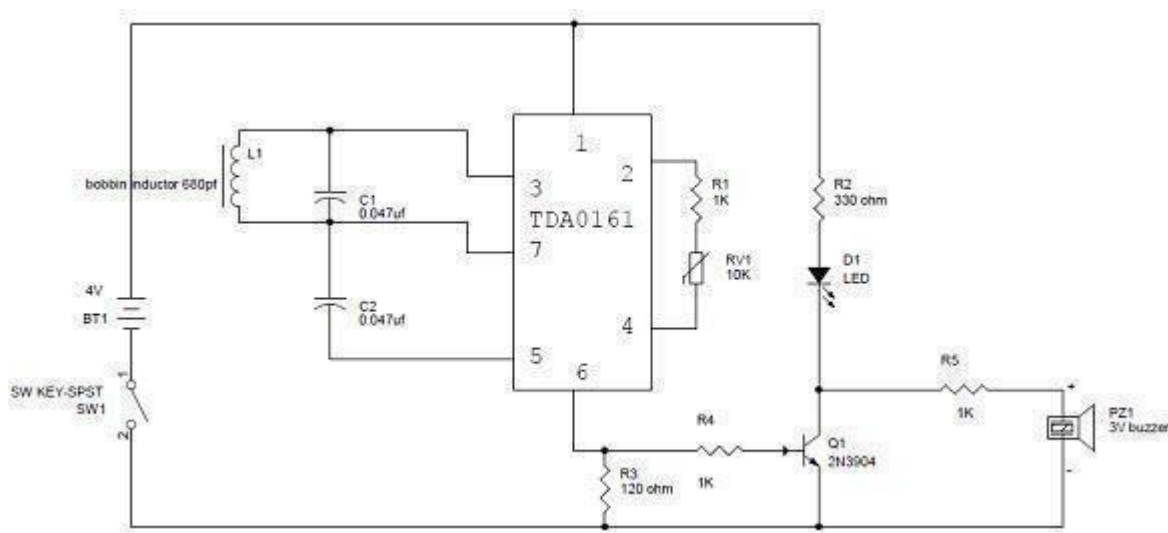 1
L1
2
bobbin inductor 680pf
3
R1
1K
R2
330 ohm
C1
0.047uf
TDA0161
7
RV1
10K
D1
LED
4V
BT1
C2
0.047uf
4
5
6
R5
1K
1
SW KEY-SPST
SW1
2
R4
1K
+
PZ1
3V buzzer
-
Q1
2N3904
R3
120 ohm